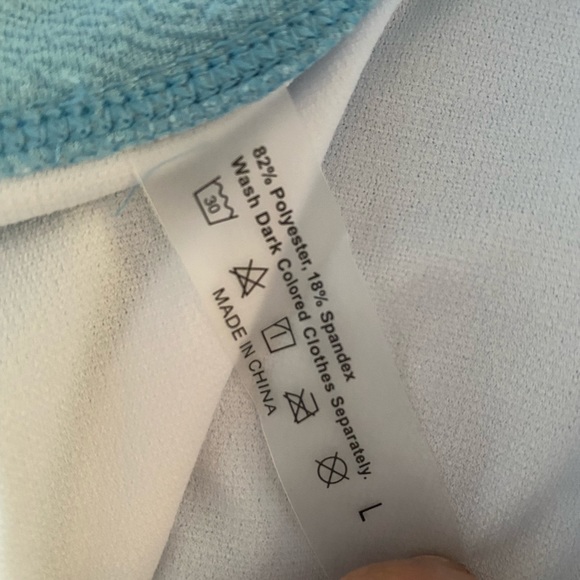 82% Polyester, 18% Spandex
Wash Dark Colored Clothes Separately.
30
MADE IN CHINA
L